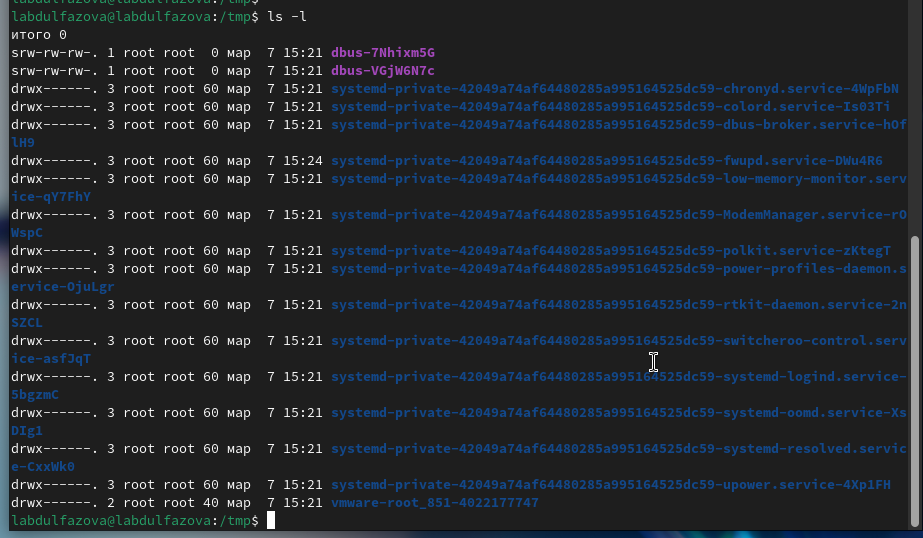 labdulfazova@labdulfazova:/tmp$ ls -l
итого 0
srw-rw-rw-. 1 root root  0 мар  7 15:21 dbus-7Nhixm5G
srw-rw-rw-. 1 root root  0 мар  7 15:21 dbus-VGjW6N7c
drwx------. 3 root root 60 мар  7 15:21 systemd-private-42049a74af64480285a995164525dc59-chronyd.service-4WpFbN
drwx------. 3 root root 60 мар  7 15:21 systemd-private-42049a74af64480285a995164525dc59-colord.service-Is03Ti
drwx------. 3 root root 60 мар  7 15:21 systemd-private-42049a74af64480285a995164525dc59-dbus-broker.service-hOf
lH9
drwx------. 3 root root 60 мар  7 15:24 systemd-private-42049a74af64480285a995164525dc59-fwupd.service-DWu4R6
drwx------. 3 root root 60 мар  7 15:21 systemd-private-42049a74af64480285a995164525dc59-low-memory-monitor.serv
ice-qY7FhY
drwx------. 3 root root 60 мар  7 15:21 systemd-private-42049a74af64480285a995164525dc59-ModemManager.service-rO
WspC
drwx------. 3 root root 60 мар  7 15:21 systemd-private-42049a74af64480285a995164525dc59-polkit.service-zKtegT
drwx------. 3 root root 60 мар  7 15:21 systemd-private-42049a74af64480285a995164525dc59-power-profiles-daemon.s
ervice-OjuLgr
drwx------. 3 root root 60 мар  7 15:21 systemd-private-42049a74af64480285a995164525dc59-rtkit-daemon.service-2n
SZCL
drwx------. 3 root root 60 мар  7 15:21 systemd-private-42049a74af64480285a995164525dc59-switcheroo-control.serv
ice-asfJqT
drwx------. 3 root root 60 мар  7 15:21 systemd-private-42049a74af64480285a995164525dc59-systemd-logind.service-
5bgzmC
drwx------. 3 root root 60 мар  7 15:21 systemd-private-42049a74af64480285a995164525dc59-systemd-oomd.service-Xs
DIg1
drwx------. 3 root root 60 мар  7 15:21 systemd-private-42049a74af64480285a995164525dc59-systemd-resolved.servic
e-CxxWk0
drwx------. 3 root root 60 мар  7 15:21 systemd-private-42049a74af64480285a995164525dc59-upower.service-4Xp1FH
drwx------. 2 root root 40 мар  7 15:21 vmware-root_851-4022177747
labdulfazova@labdulfazova:/tmp$